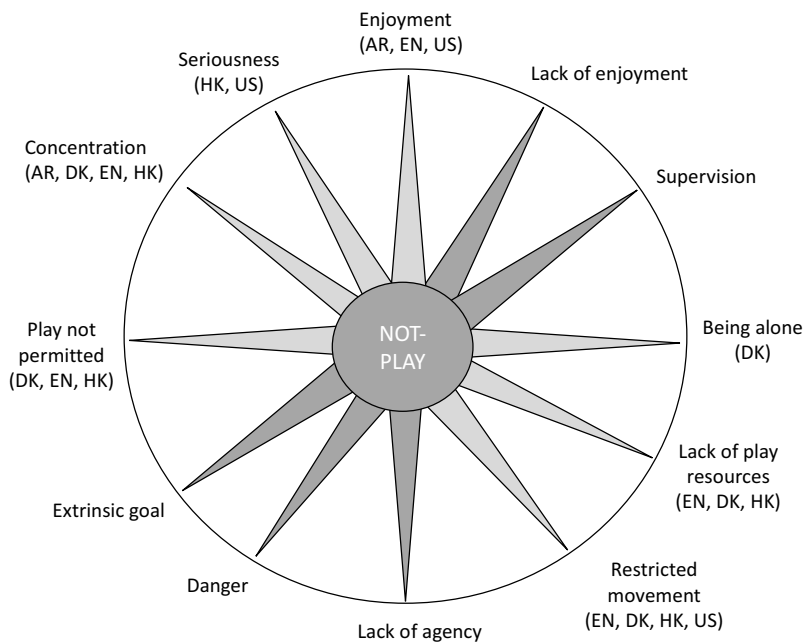 Enjoyment
(AR, EN, US)
Lack of enjoyment
Supervision
Being alone
(DK)
Lack of play
resources
(EN, DK, HK)
Restricted
movement
(EN, DK, HK, US)
Lack of agency
Danger
Extrinsic goal
Play not
permitted
(DK, EN, HK)
Concentration
(AR, DK, EN, HK)
Seriousness
(HK, US)
NOT-
PLAY